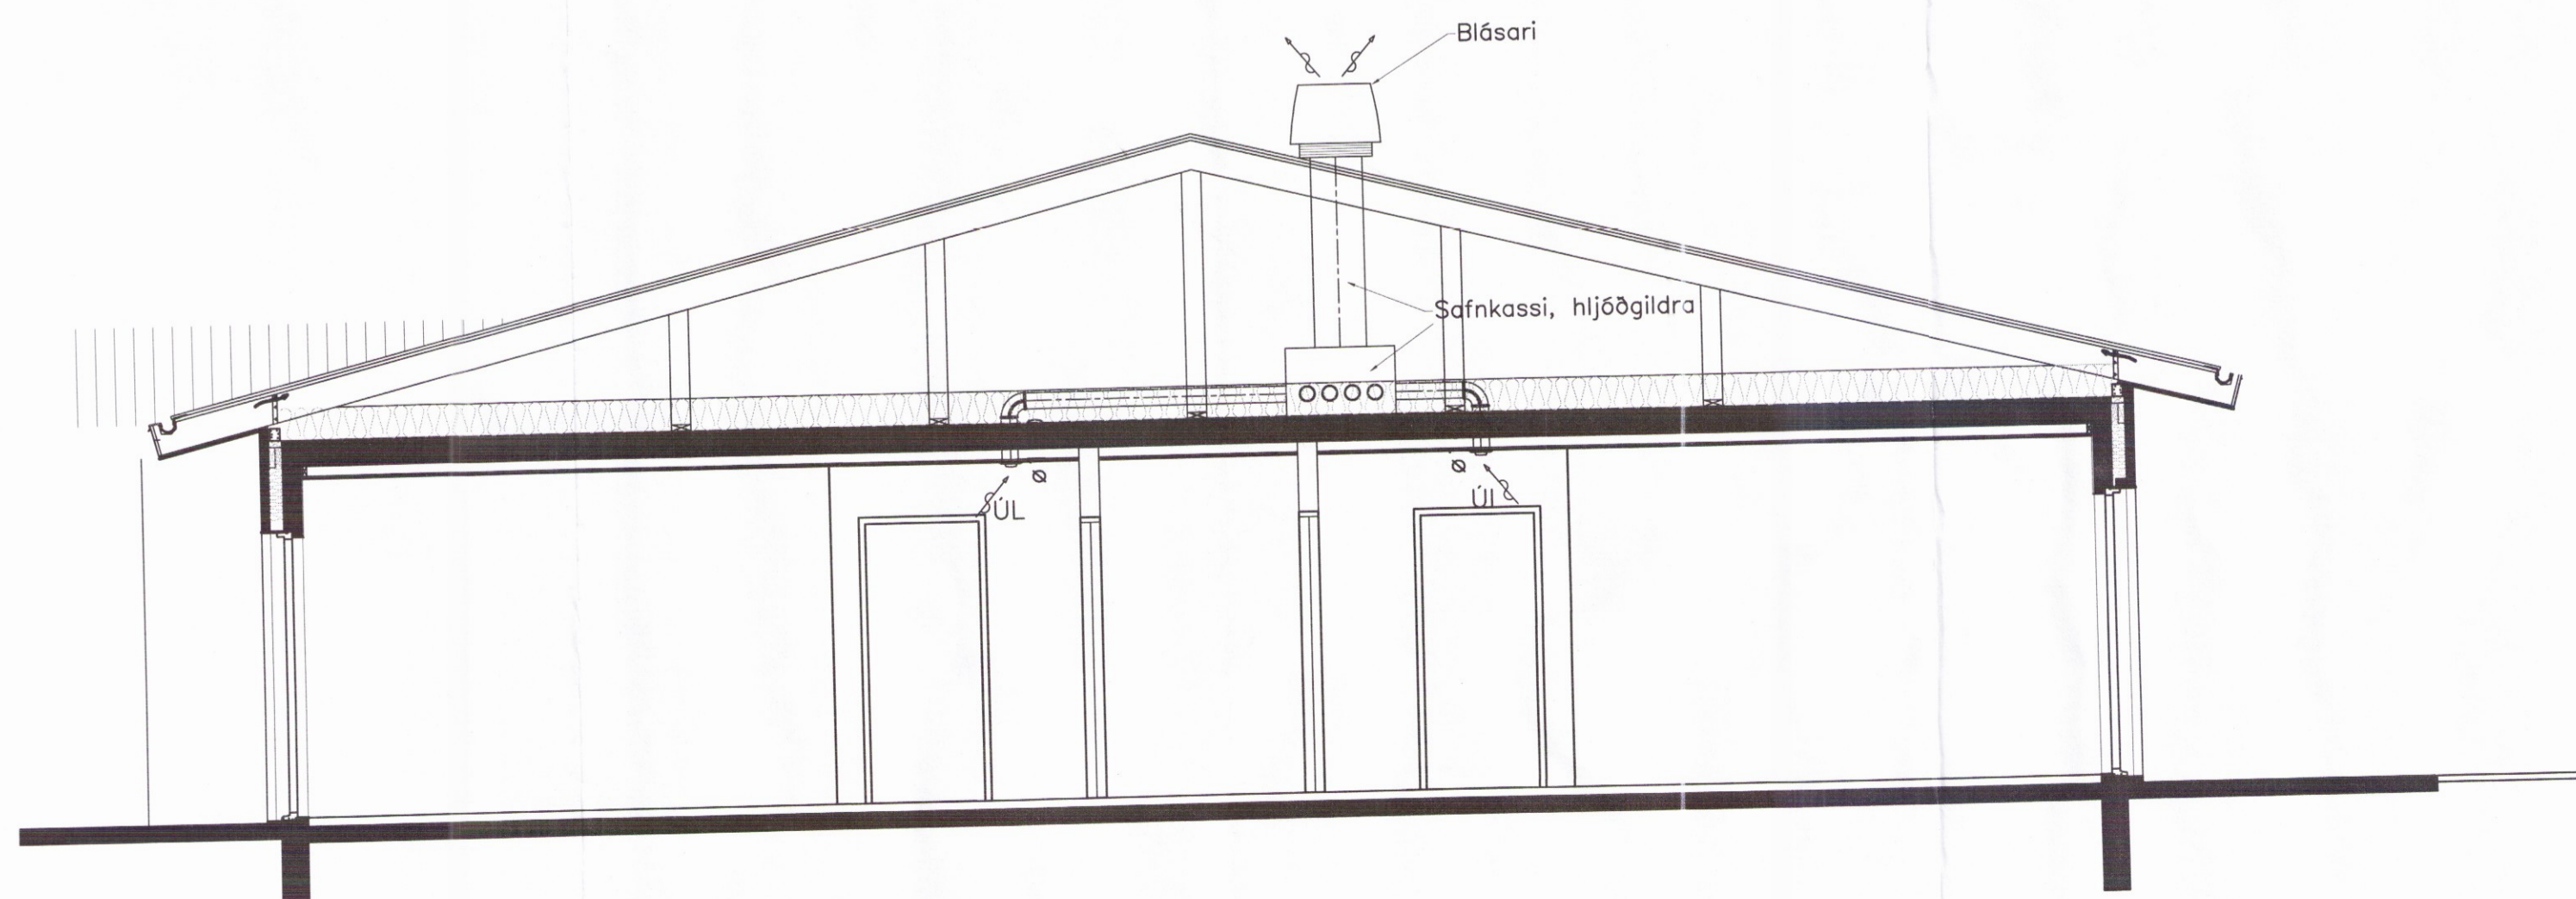 Blásari
Safnkassi, hljóðgildra
Ø
Ø
ÚL
ÚL